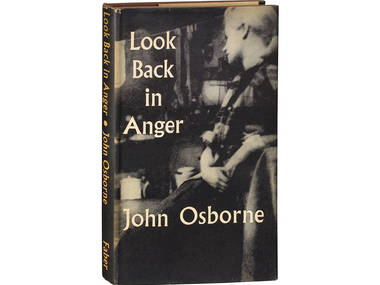 Look
Back
in
Anger
John Osborne
Look Back in Anger • John Osborne
Faber